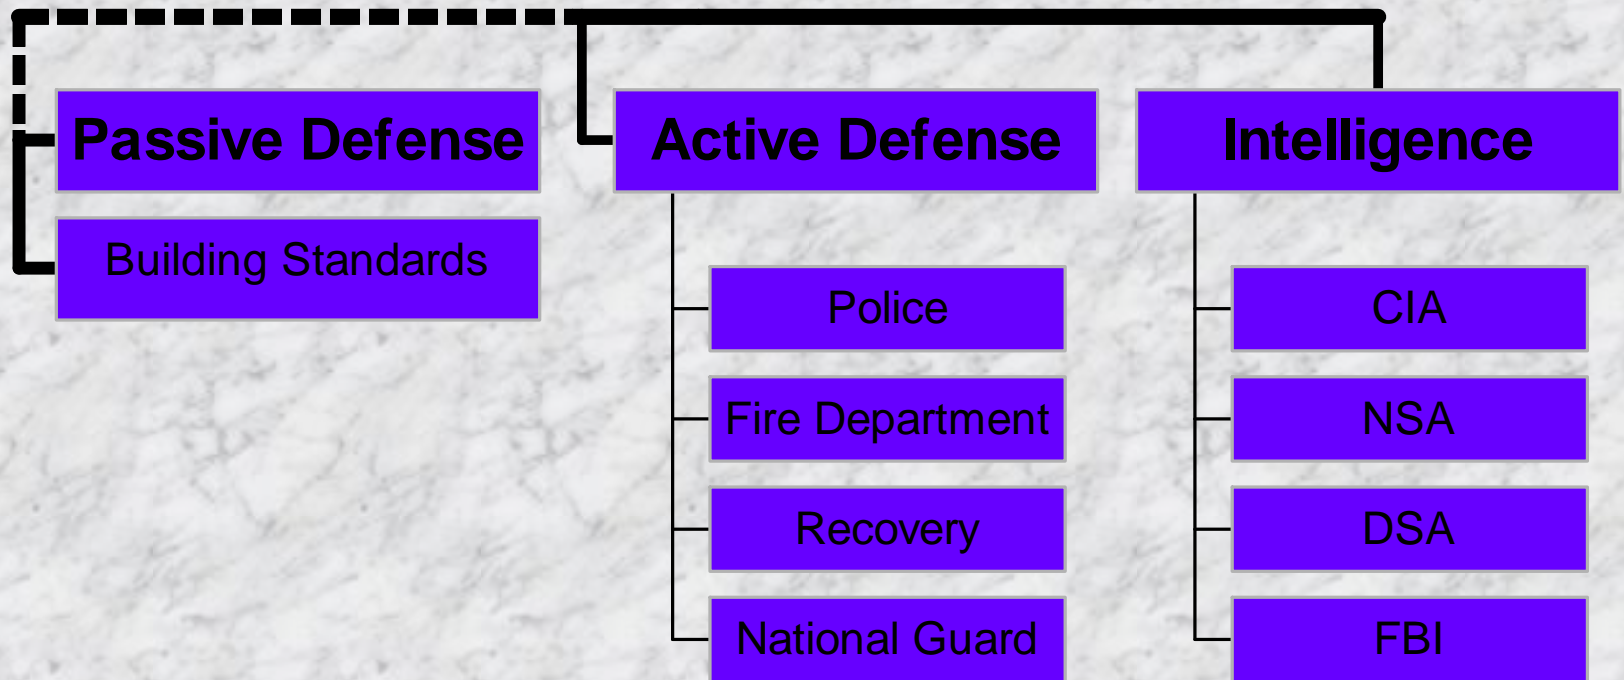 Passive Defense
Building Standards
Active Defense
Police
Fire Department
Recovery
National Guard
Intelligence
CIA
NSA
DSA
FBI